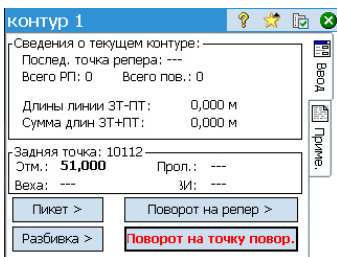 контур 1
Сведения о текущем контуре:
Послед. точка репера: ---
Всего РП: 0 Всего пов.: 0
Длины линии ЗТ-ПТ: 0,000 м
Сумма длин ЗТ+ПТ: 0,000 м
Задняя точка: 10112
Отм.: 51,000 Прол.: ---
Веха: --- ЗИ: ---
Пикет > Поворот на репер >
Разбивка > Поворот на точку повор.
Ввод
Приме.